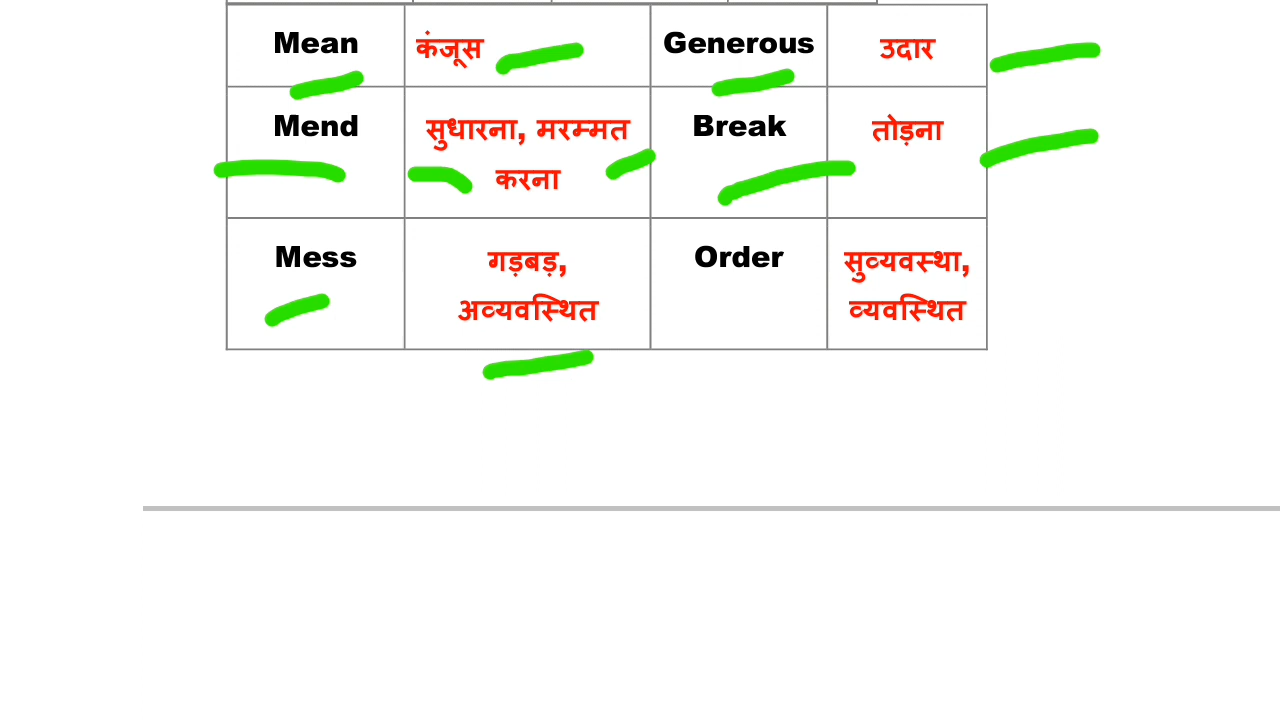 Mean कंजूस Generous उदार
Mend सुधारना, मरम्मत Break तोड़ना
करना
Mess गड़बड़, Order सुव्यवस्था,
अव्यवस्थित व्यवस्थित